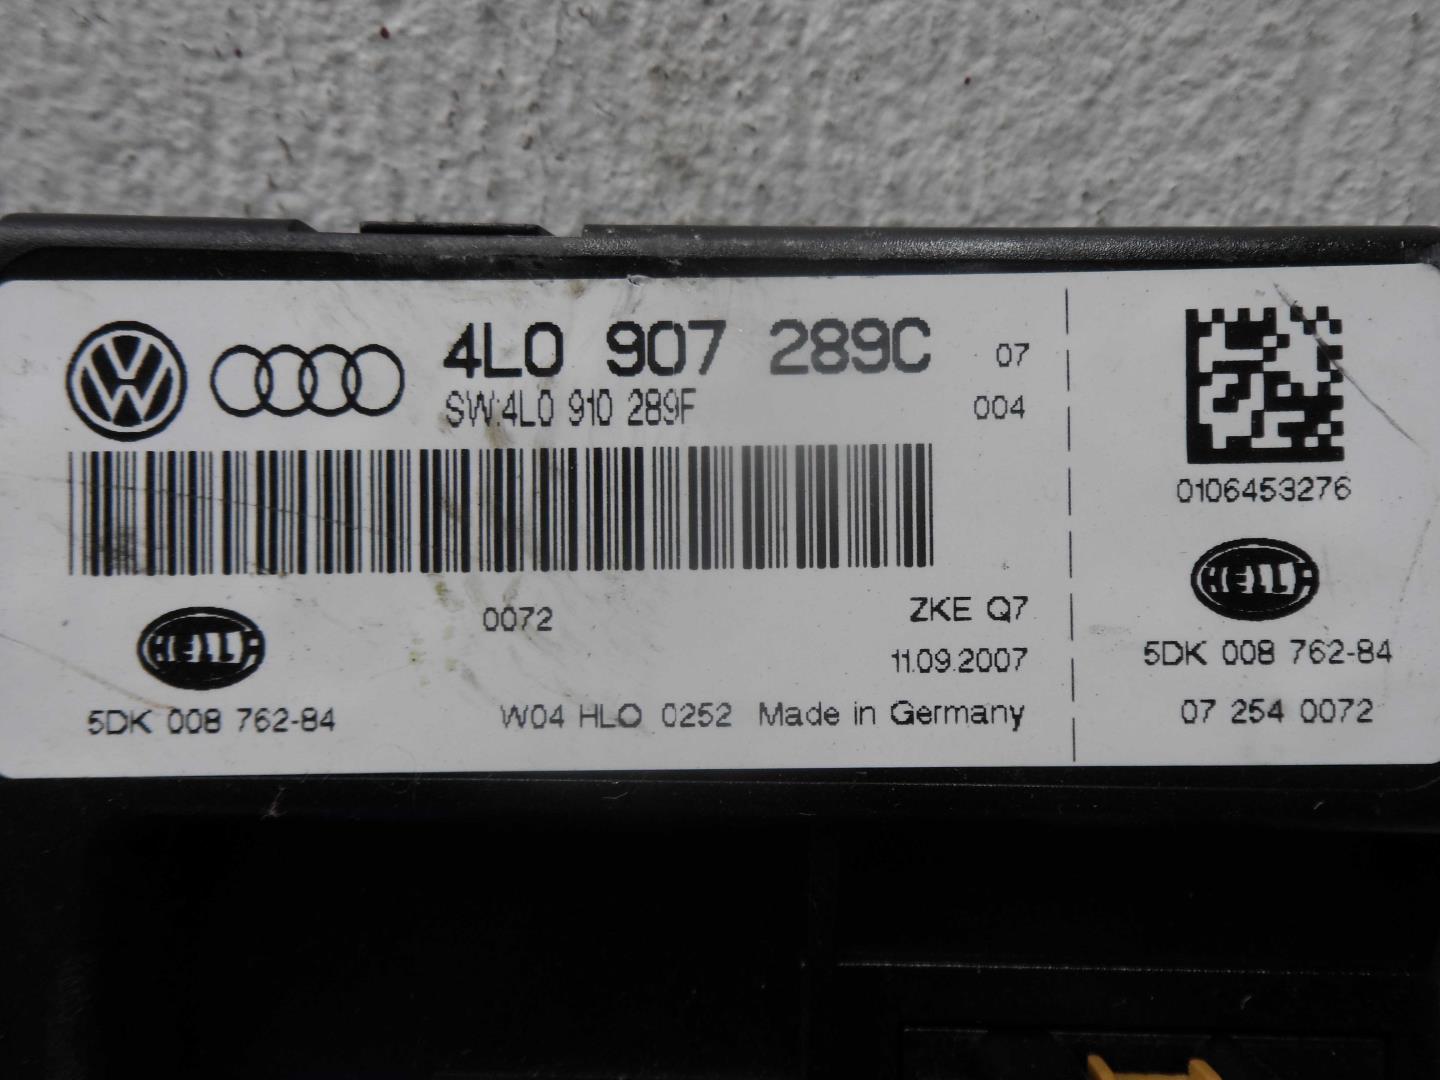 4L0 907 289C 07
SW:4L0 910 289F 004
0106453276
0072
ZKE Q7
HELLA
HELLA
11.09.2007
5DK 008 762-84
5DK 008 762-84
W04 HLO 0252 Made in Germany
07 254 0072